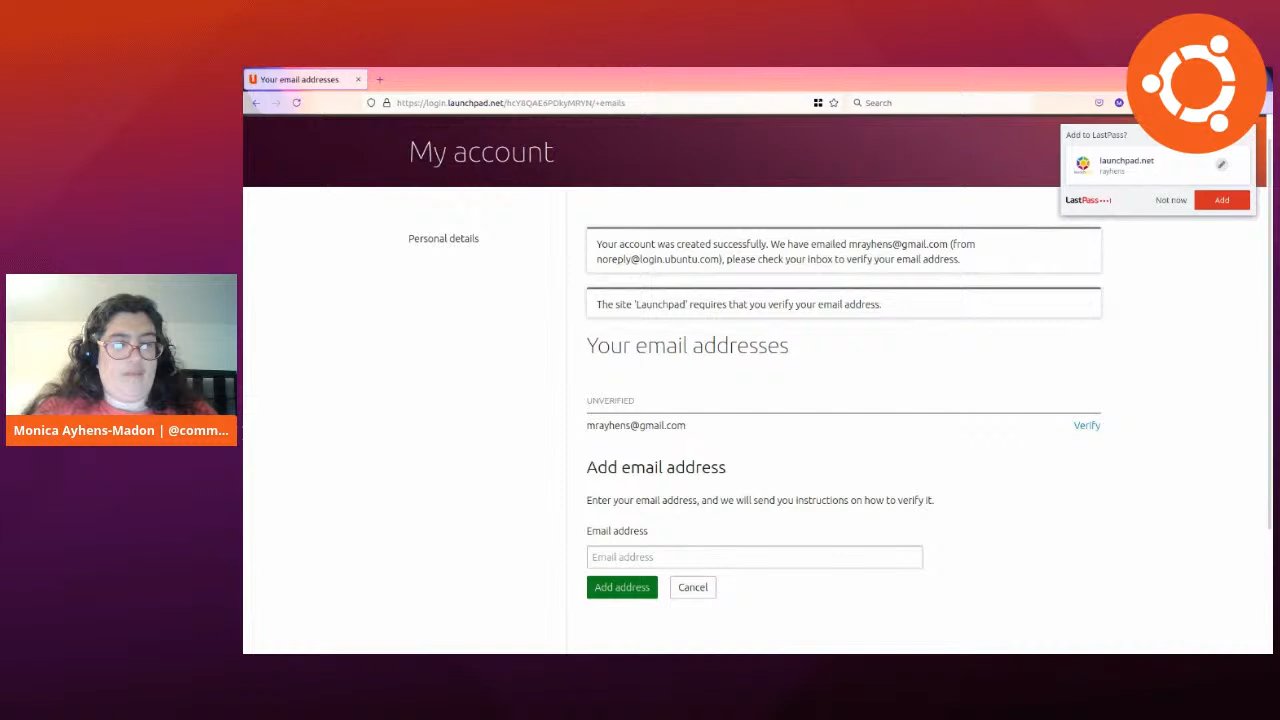 Your email addresses
https://login.launchpad.net/hcY8QAE6PDkyMRYN/+emails
Search
My account
Add to LastPass?
launchpad.net
rayhens
LastPass
Not now
Add
Personal details
Your account was created successfully. We have emailed mrayhens@gmail.com (from
noreply@login.ubuntu.com), please check your inbox to verify your email address.
The site 'Launchpad' requires that you verify your email address.
Your email addresses
UNVERIFIED
mrayhens@gmail.com
Verify
Add email address
Enter your email address, and we will send you instructions on how to verify it.
Email address
Email address
Add address
Cancel
Monica Ayhens-Madon | @comm...